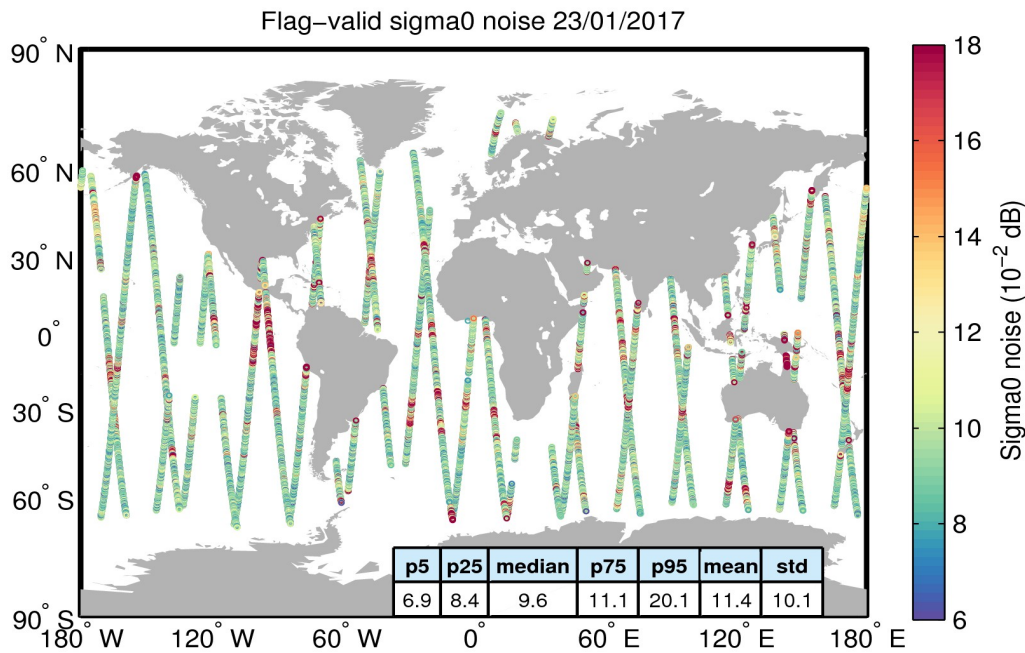 Flag−valid sigma0 noise 23/01/2017
90° N
60° N
30° N
0°
30° S
60° S
90° S
180° W
120° W
60° W
0°
60° E
120° E
180° E
p5 p25 median p75 p95 mean std
6.9 8.4 9.6 11.1 20.1 11.4 10.1
18
16
14
12
10
8
6
Sigma0 noise (10⁻² dB)